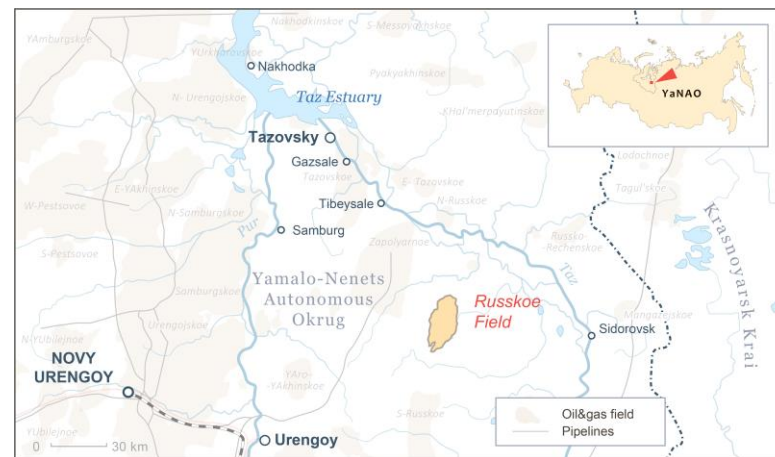 Nakhodkinskoe
S-Messoyakhskoe
YAmburgskoe
YUrkharovskoe
Nakhodka
Pyakyakhinskoe
YaNAO
N- Urengojskoe
Taz Estuary
KHal'merpayutinskoe
Tazovsky
Gazsale
Lodochnoe
E-YAkhinskoe
Tazovskoe
E- Tazovskoe
Tagul'skoe
W-Pestsovoe
Tibeysale
N-Russkoe
N-Samburgskoe
Pur
Samburg
Zapolyarnoe
Russko-
Rechenskoe
S-Pestsovoe
Taz
Krasnoyarsk Krai
Yamalo-Nenets
Autonomous
Okrug
Samburgskoe
Russkoe
Field
Mangazejskoe
Urengojskoe
Sidorovsk
N-YUbilejnoe
NOVY
URENGOY
YAro-
YAkhinskoe
S-Russkoe
Oil&gas field
Pipelines
YUbilejnoe
0 30 km
Urengoy